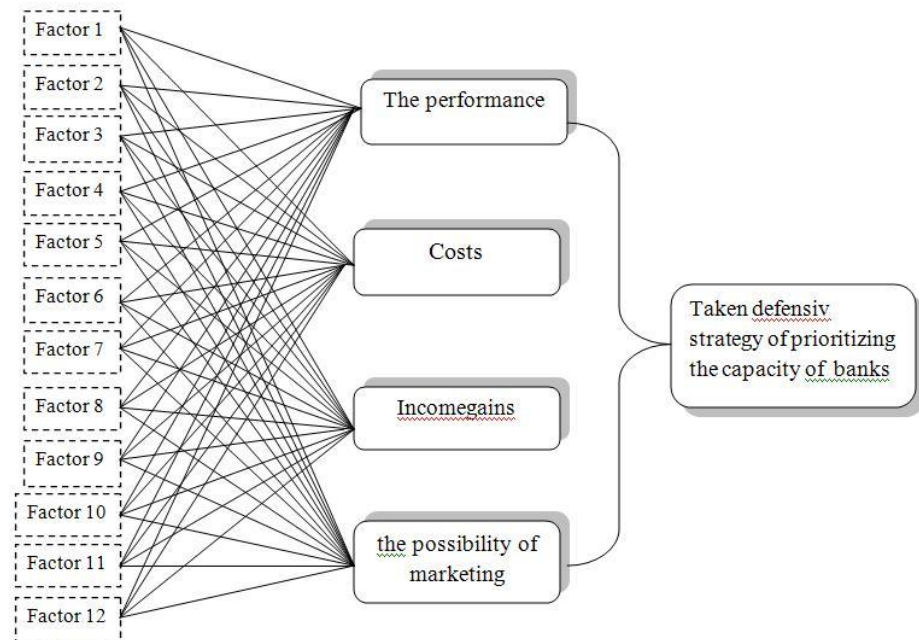 Factor 1
Factor 2
Factor 3
Factor 4
Factor 5
Factor 6
Factor 7
Factor 8
Factor 9
Factor 10
Factor 11
Factor 12
The performance
Costs
Incomegains
the possibility of
marketing
Taken defensiv
strategy of prioritizing
the capacity of banks